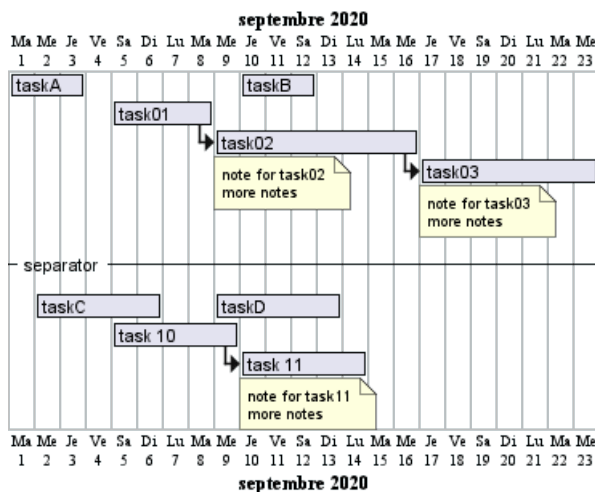 septembre 2020
Ma Me Je Ve Sa Di Lu Ma Me Je Ve Sa Di Lu Ma Me Je Ve Sa Di Lu Ma Me
1 2 3 4 5 6 7 8 9 10 11 12 13 14 15 16 17 18 19 20 21 22 23
taskA taskB
task01
task02
note for task02
more notes
task03
note for task03
more notes
separator
taskC taskD
task 10
task 11
note for task11
more notes
Ma Me Je Ve Sa Di Lu Ma Me Je Ve Sa Di Lu Ma Me Je Ve Sa Di Lu Ma Me
1 2 3 4 5 6 7 8 9 10 11 12 13 14 15 16 17 18 19 20 21 22 23
septembre 2020